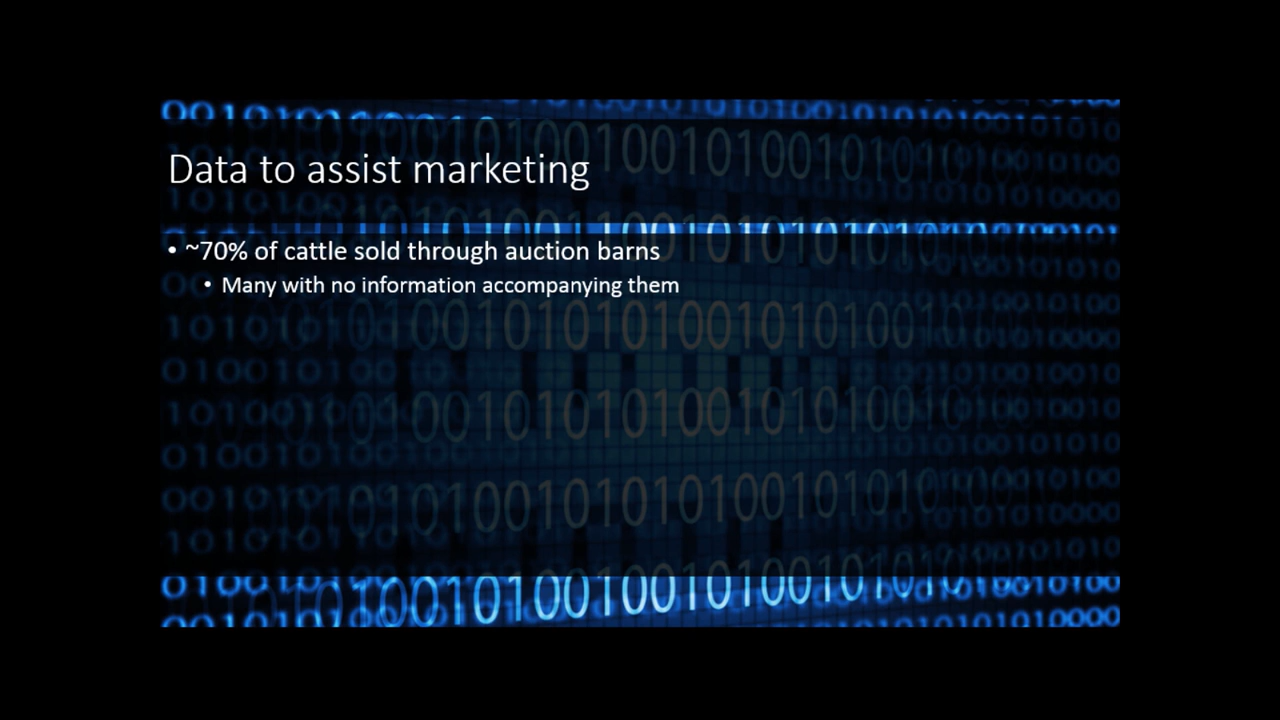 Data to assist marketing
• ~70% of cattle sold through auction barns
• Many with no information accompanying them